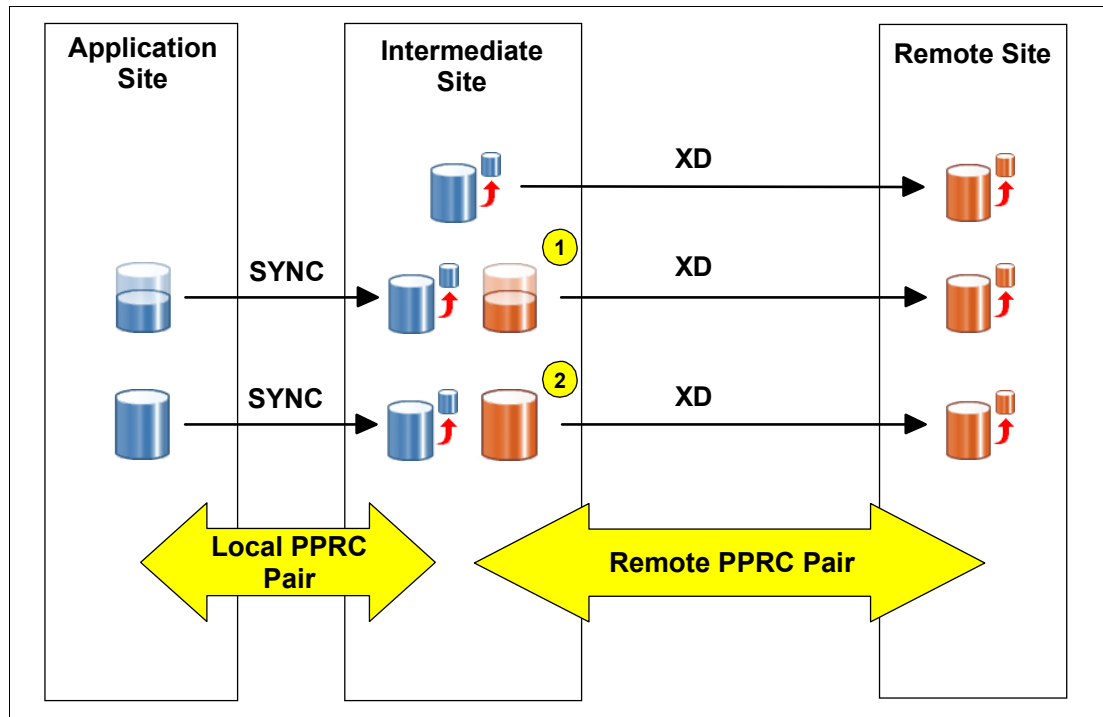 Application
Site
Intermediate
Site
Remote Site
XD
1
SYNC
XD
2
SYNC
XD
Local PPRC
Pair
Remote PPRC Pair